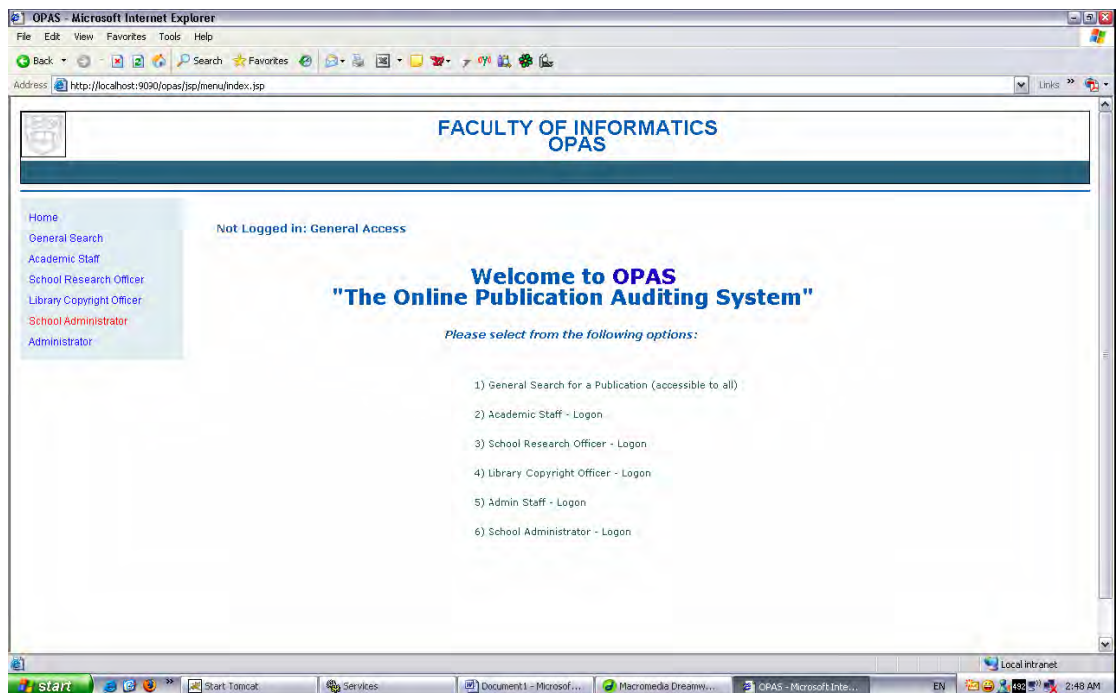 OPAS - Microsoft Internet Explorer
File Edit View Favorites Tools Help
Back Search Favorites
Address http://localhost:9090/opas/jsp/menu/index.jsp Links »
FACULTY OF INFORMATICS
OPAS
Home
General Search
Academic Staff
School Research Officer
Library Copyright Officer
School Administrator
Administrator
Not Logged in: General Access
Welcome to OPAS
"The Online Publication Auditing System"
Please select from the following options:
1) General Search for a Publication (accessible to all)
2) Academic Staff - Logon
3) School Research Officer - Logon
4) Library Copyright Officer - Logon
5) Admin Staff - Logon
6) School Administrator - Logon
Local intranet
start » Start Tomcat Services Document1 - Microsof... Macromedia Dreamw... OPAS - Microsoft Inte... EN 492 2:48 AM